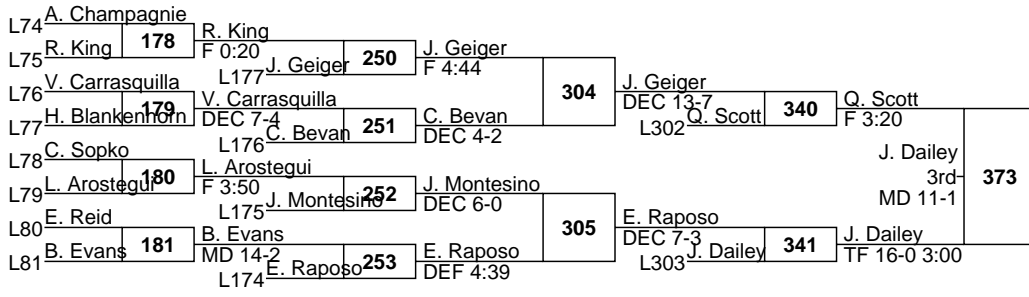 L74 A. Champagnie
178
L75 R. King
R. King
F 0:20
L177 J. Geiger
250
J. Geiger
F 4:44
L76 V. Carrasquilla
179
L77 H. Blankenhorn
V. Carrasquilla
DEC 7-4
L176 C. Bevan
251
C. Bevan
DEC 4-2
304
J. Geiger
DEC 13-7
L302 Q. Scott
340
Q. Scott
F 3:20
L78 C. Sopko
180
L79 L. Arostegui
L. Arostegui
F 3:50
L175 J. Montesino
252
J. Montesino
DEC 6-0
L80 E. Reid
181
L81 B. Evans
B. Evans
MD 14-2
L174 E. Raposo
253
E. Raposo
DEF 4:39
305
E. Raposo
DEC 7-3
L303 J. Dailey
341
J. Dailey
TF 16-0 3:00
J. Dailey
3rd
MD 11-1
373